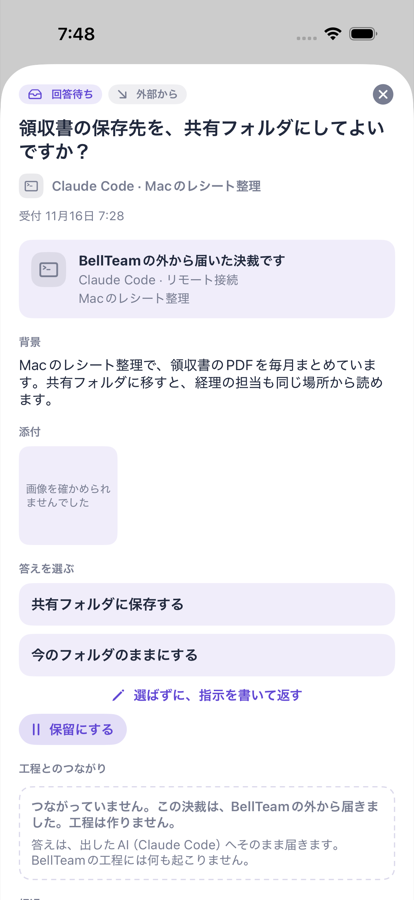 7:48
回答待ち
外部から
領収書の保存先を、共有フォルダにしてよい
ですか？
Claude Code · Macのレシート整理
受付 11月16日 7:28
BellTeamの外から届いた決裁です
Claude Code · リモート接続
Macのレシート整理
背景
Macのレシート整理で、領収書のPDFを毎月まとめていま
す。共有フォルダに移すと、経理の担当も同じ場所から読め
ます。
添付
画像を確かめられ
ませんでした
答えを選ぶ
共有フォルダに保存する
今のフォルダのままにする
選ばずに、指示を書いて返す
保留にする
工程とのつながり
つながっていません。この決裁は、BellTeamの外から届きま
した。工程は作りません。
答えは、出したAI（Claude Code）へそのまま届きます。
BellTeamの工程には何も起こりません。